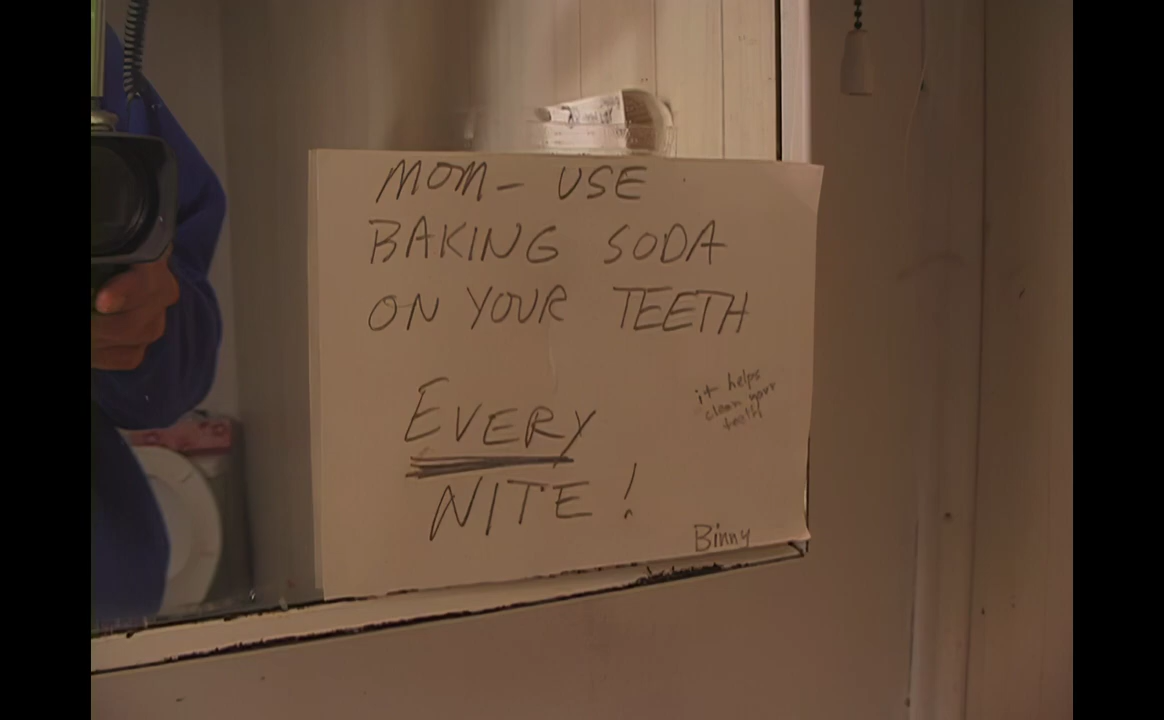 MOM - USE
BAKING SODA
ON YOUR TEETH
EVERY
NITE!
it helps
clean your
teeth
Binny